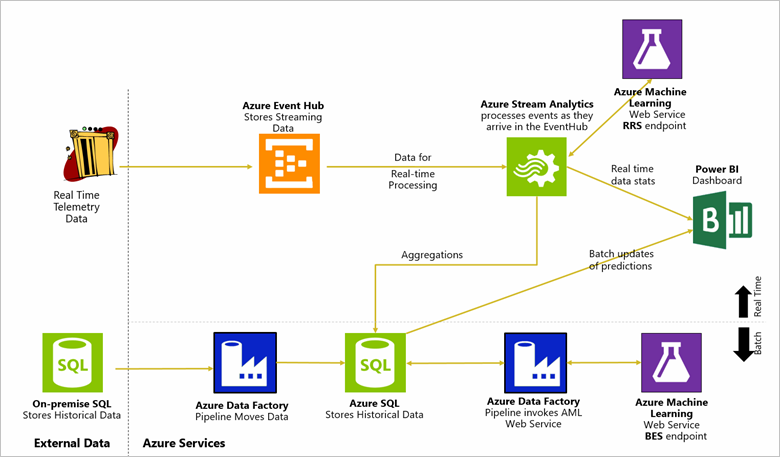 Azure Machine
Learning
Web Service
RRS endpoint
Azure Event Hub
Stores Streaming
Data
Azure Stream Analytics
processes events as they
arrive in the EventHub
Real Time
Telemetry
Data
Data for
Real-time
Processing
Real time
data stats
Power BI
Dashboard
B
Aggregations
Batch updates
of predictions
Real Time
Batch
SQL
On-premise SQL
Stores Historical Data
Azure Data Factory
Pipeline Moves Data
SQL
Azure SQL
Stores Historical Data
Azure Data Factory
Pipeline invokes AML
Web Service
Azure Machine
Learning
Web Service
BES endpoint
External Data
Azure Services